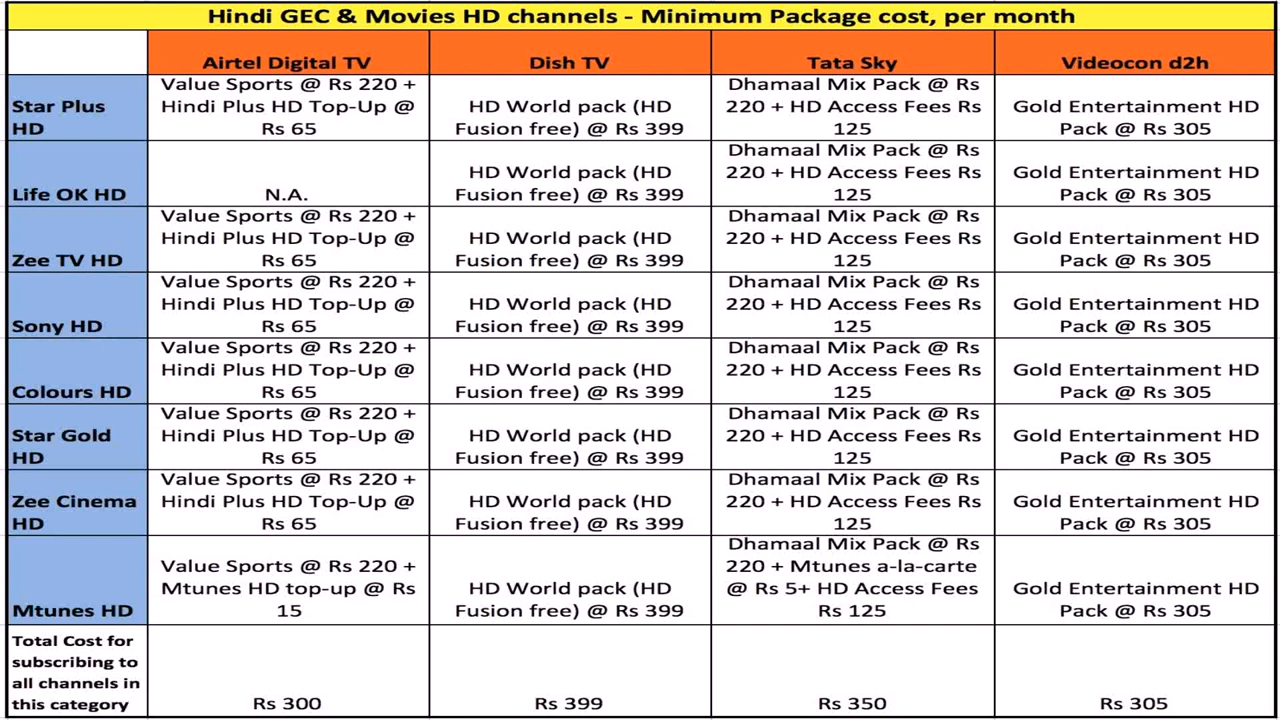 Hindi GEC & Movies HD channels - Minimum Package cost, per month
Airtel Digital TV
Dish TV
Tata Sky
Videocon d2h
Star Plus
HD
Value Sports @ Rs 220 +
Hindi Plus HD Top-Up @
Rs 65
HD World pack (HD
Fusion free) @ Rs 399
Dhamaal Mix Pack @ Rs
220 + HD Access Fees Rs
125
Gold Entertainment HD
Pack @ Rs 305
Life OK HD
N.A.
HD World pack (HD
Fusion free) @ Rs 399
Dhamaal Mix Pack @ Rs
220 + HD Access Fees Rs
125
Gold Entertainment HD
Pack @ Rs 305
Zee TV HD
Value Sports @ Rs 220 +
Hindi Plus HD Top-Up @
Rs 65
HD World pack (HD
Fusion free) @ Rs 399
Dhamaal Mix Pack @ Rs
220 + HD Access Fees Rs
125
Gold Entertainment HD
Pack @ Rs 305
Sony HD
Value Sports @ Rs 220 +
Hindi Plus HD Top-Up @
Rs 65
HD World pack (HD
Fusion free) @ Rs 399
Dhamaal Mix Pack @ Rs
220 + HD Access Fees Rs
125
Gold Entertainment HD
Pack @ Rs 305
Colours HD
Value Sports @ Rs 220 +
Hindi Plus HD Top-Up @
Rs 65
HD World pack (HD
Fusion free) @ Rs 399
Dhamaal Mix Pack @ Rs
220 + HD Access Fees Rs
125
Gold Entertainment HD
Pack @ Rs 305
Star Gold
HD
Value Sports @ Rs 220 +
Hindi Plus HD Top-Up @
Rs 65
HD World pack (HD
Fusion free) @ Rs 399
Dhamaal Mix Pack @ Rs
220 + HD Access Fees Rs
125
Gold Entertainment HD
Pack @ Rs 305
Zee Cinema
HD
Value Sports @ Rs 220 +
Hindi Plus HD Top-Up @
Rs 65
HD World pack (HD
Fusion free) @ Rs 399
Dhamaal Mix Pack @ Rs
220 + HD Access Fees Rs
125
Gold Entertainment HD
Pack @ Rs 305
Mtunes HD
Value Sports @ Rs 220 +
Mtunes HD top-up @ Rs
15
HD World pack (HD
Fusion free) @ Rs 399
Dhamaal Mix Pack @ Rs
220 + Mtunes a-la-carte
@ Rs 5+ HD Access Fees
Rs 125
Gold Entertainment HD
Pack @ Rs 305
Total Cost for
subscribing to
all channels in
this category
Rs 300
Rs 399
Rs 350
Rs 305